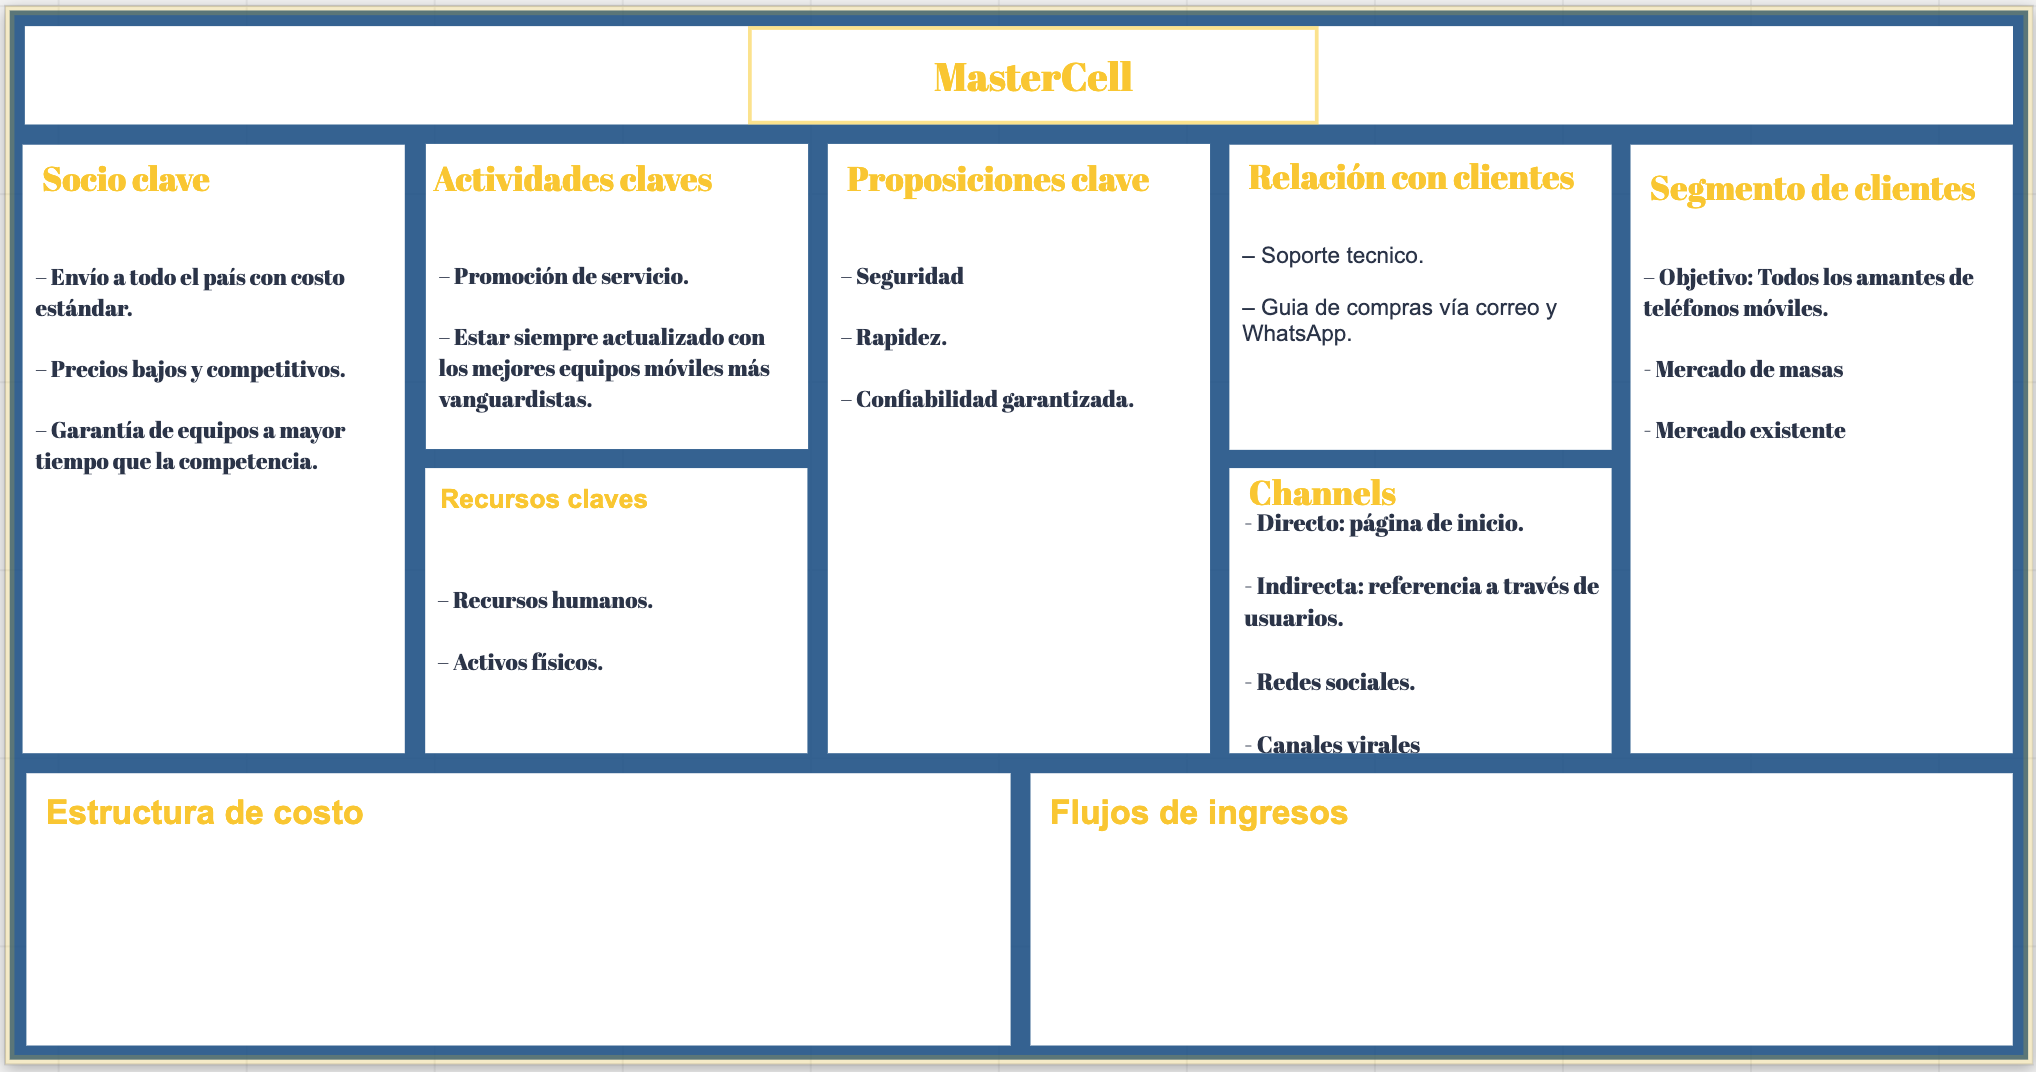 MasterCell
Socio clave
– Envío a todo el país con costo
estándar.
– Precios bajos y competitivos.
– Garantía de equipos a mayor
tiempo que la competencia.
Actividades claves
– Promoción de servicio.
– Estar siempre actualizado con
los mejores equipos móviles más
vanguardistas.
Recursos claves
– Recursos humanos.
– Activos físicos.
Proposiciones clave
– Seguridad
– Rapidez.
– Confiabilidad garantizada.
Relación con clientes
– Soporte tecnico.
– Guia de compras vía correo y
WhatsApp.
Channels
- Directo: página de inicio.
- Indirecta: referencia a través de
usuarios.
- Redes sociales.
- Canales virales
Segmento de clientes
– Objetivo: Todos los amantes de
teléfonos móviles.
- Mercado de masas
- Mercado existente
Estructura de costo
Flujos de ingresos